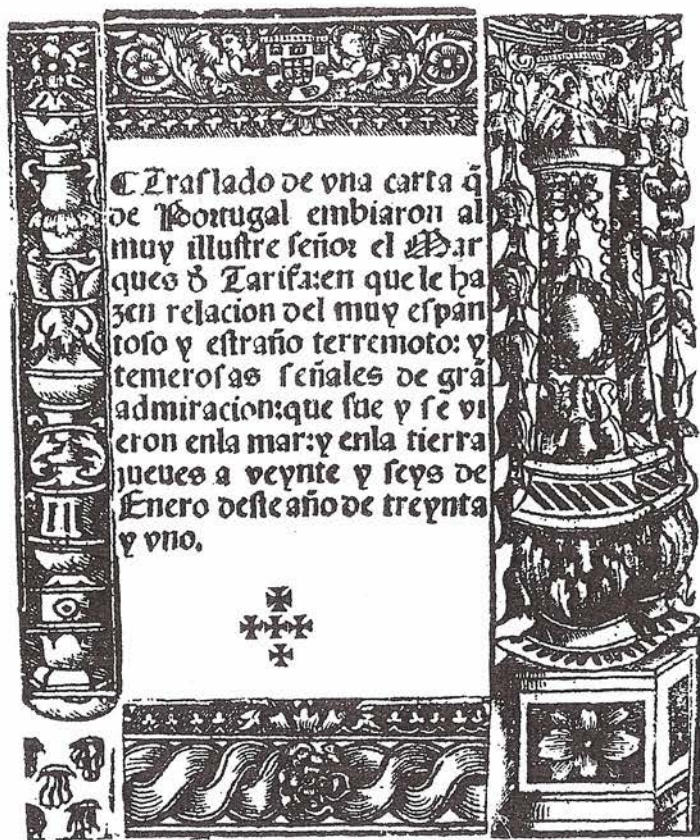 ☾ Traſlado de vna carta q̃
de Portugal embiaron al
muy illuſtre ſeñor el Mar
ques đ Tarifa:en que le ha
zen relacion del muy eſpan
toſo y eſtraño terremoto: y
temeroſas ſeñales de grã
admiracion:que fue y ſe vi
eron enla mar:y enla tierra
jueues a veynte y ſeys de
Enero deſte año de treynta
y vno.